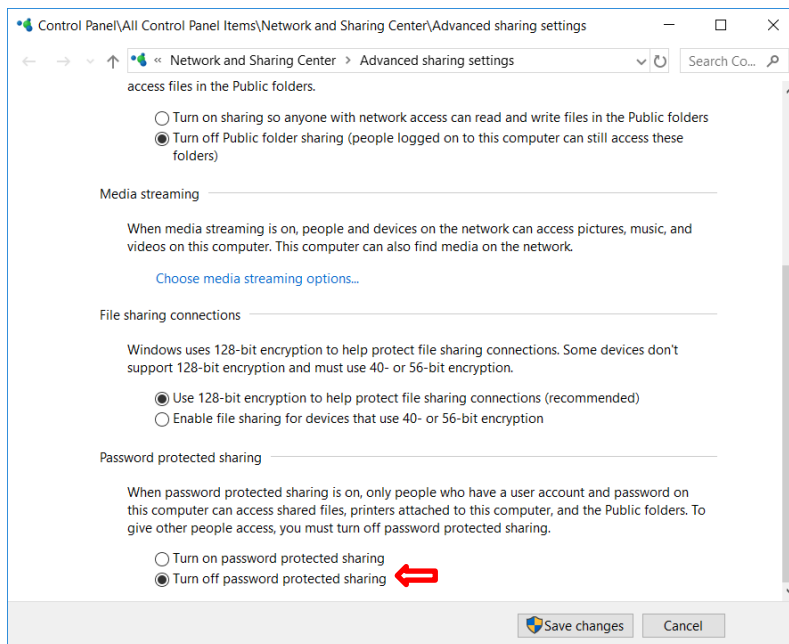 Control Panel\All Control Panel Items\Network and Sharing Center\Advanced sharing settings
« Network and Sharing Center > Advanced sharing settings
Search Co...
access files in the Public folders.
Turn on sharing so anyone with network access can read and write files in the Public folders
Turn off Public folder sharing (people logged on to this computer can still access these
folders)
Media streaming
When media streaming is on, people and devices on the network can access pictures, music, and
videos on this computer. This computer can also find media on the network.
Choose media streaming options...
File sharing connections
Windows uses 128-bit encryption to help protect file sharing connections. Some devices don't
support 128-bit encryption and must use 40- or 56-bit encryption.
Use 128-bit encryption to help protect file sharing connections (recommended)
Enable file sharing for devices that use 40- or 56-bit encryption
Password protected sharing
When password protected sharing is on, only people who have a user account and password on
this computer can access shared files, printers attached to this computer, and the Public folders. To
give other people access, you must turn off password protected sharing.
Turn on password protected sharing
Turn off password protected sharing
Save changes
Cancel